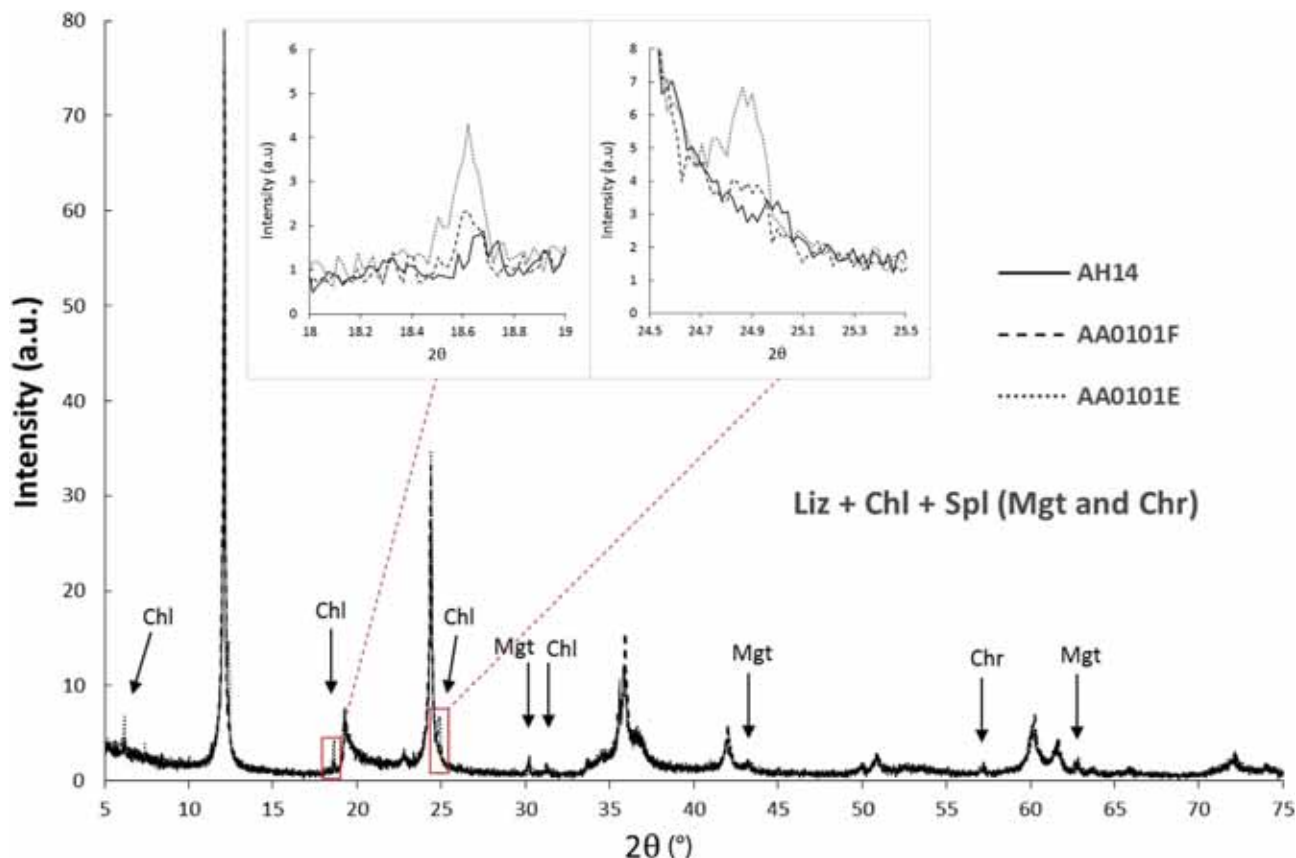 80
70
60
50
40
30
20
10
0
Intensity (a.u.)
5 10 15 20 25 30 35 40 45 50 55 60 65 70 75
2θ (°)
6
5
4
3
2
1
0
Intensity (a.u)
18 18.2 18.4 18.6 18.8 19
2θ
8
7
6
5
4
3
2
1
0
Intensity (a.u)
24.5 24.7 24.9 25.1 25.3 25.5
2θ
AH14
AA0101F
AA0101E
Liz + Chl + Spl (Mgt and Chr)
Chl
Chl
Chl
Mgt
Chl
Mgt
Chr
Mgt